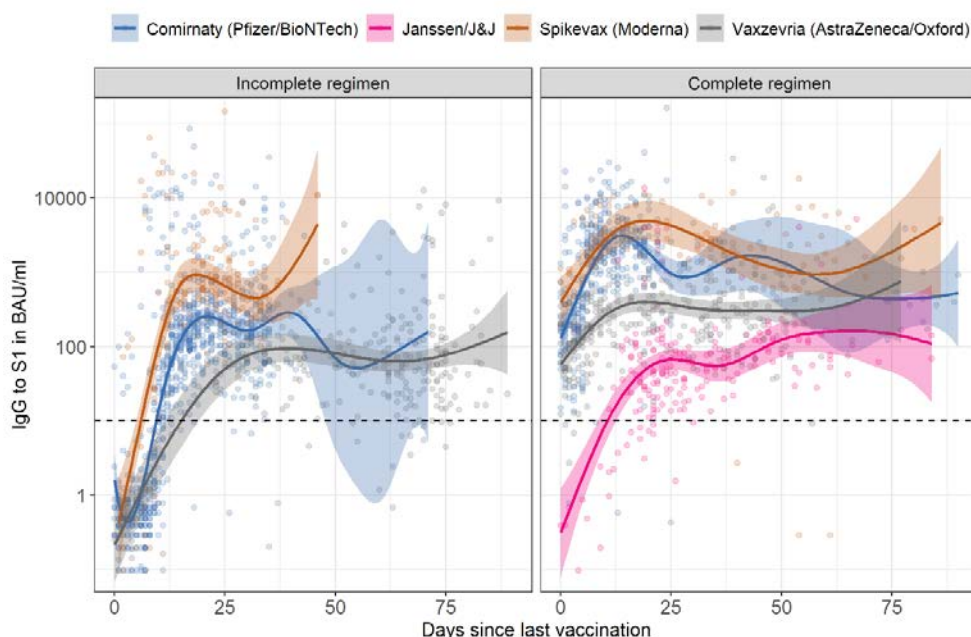 Comirnaty (Pfizer/BioNTech) Janssen/J&J Spikevax (Moderna) Vaxzevria (AstraZeneca/Oxford)
Incomplete regimen Complete regimen
IgG to S1 in BAU/ml
10000
100
1
0 25 50 75 0 25 50 75
Days since last vaccination